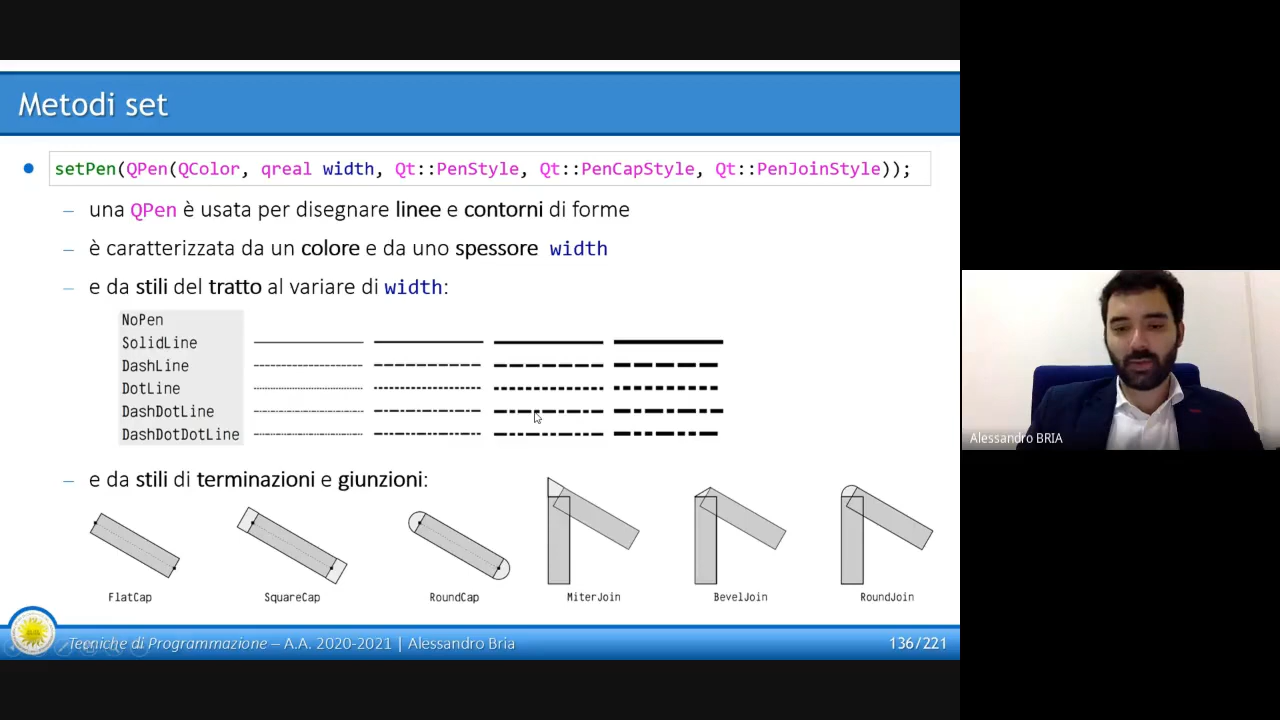 Metodi set
setPen(QPen(QColor, qreal width, Qt::PenStyle, Qt::PenCapStyle, Qt::PenJoinStyle));
– una QPen è usata per disegnare linee e contorni di forme
– è caratterizzata da un colore e da uno spessore width
– e da stili del tratto al variare di width:
NoPen
SolidLine
DashLine
DotLine
DashDotLine
DashDotDotLine
– e da stili di terminazioni e giunzioni:
FlatCap SquareCap RoundCap MiterJoin BevelJoin RoundJoin
Tecniche di Programmazione – A.A. 2020-2021 | Alessandro Bria 136/221
Alessandro BRIA